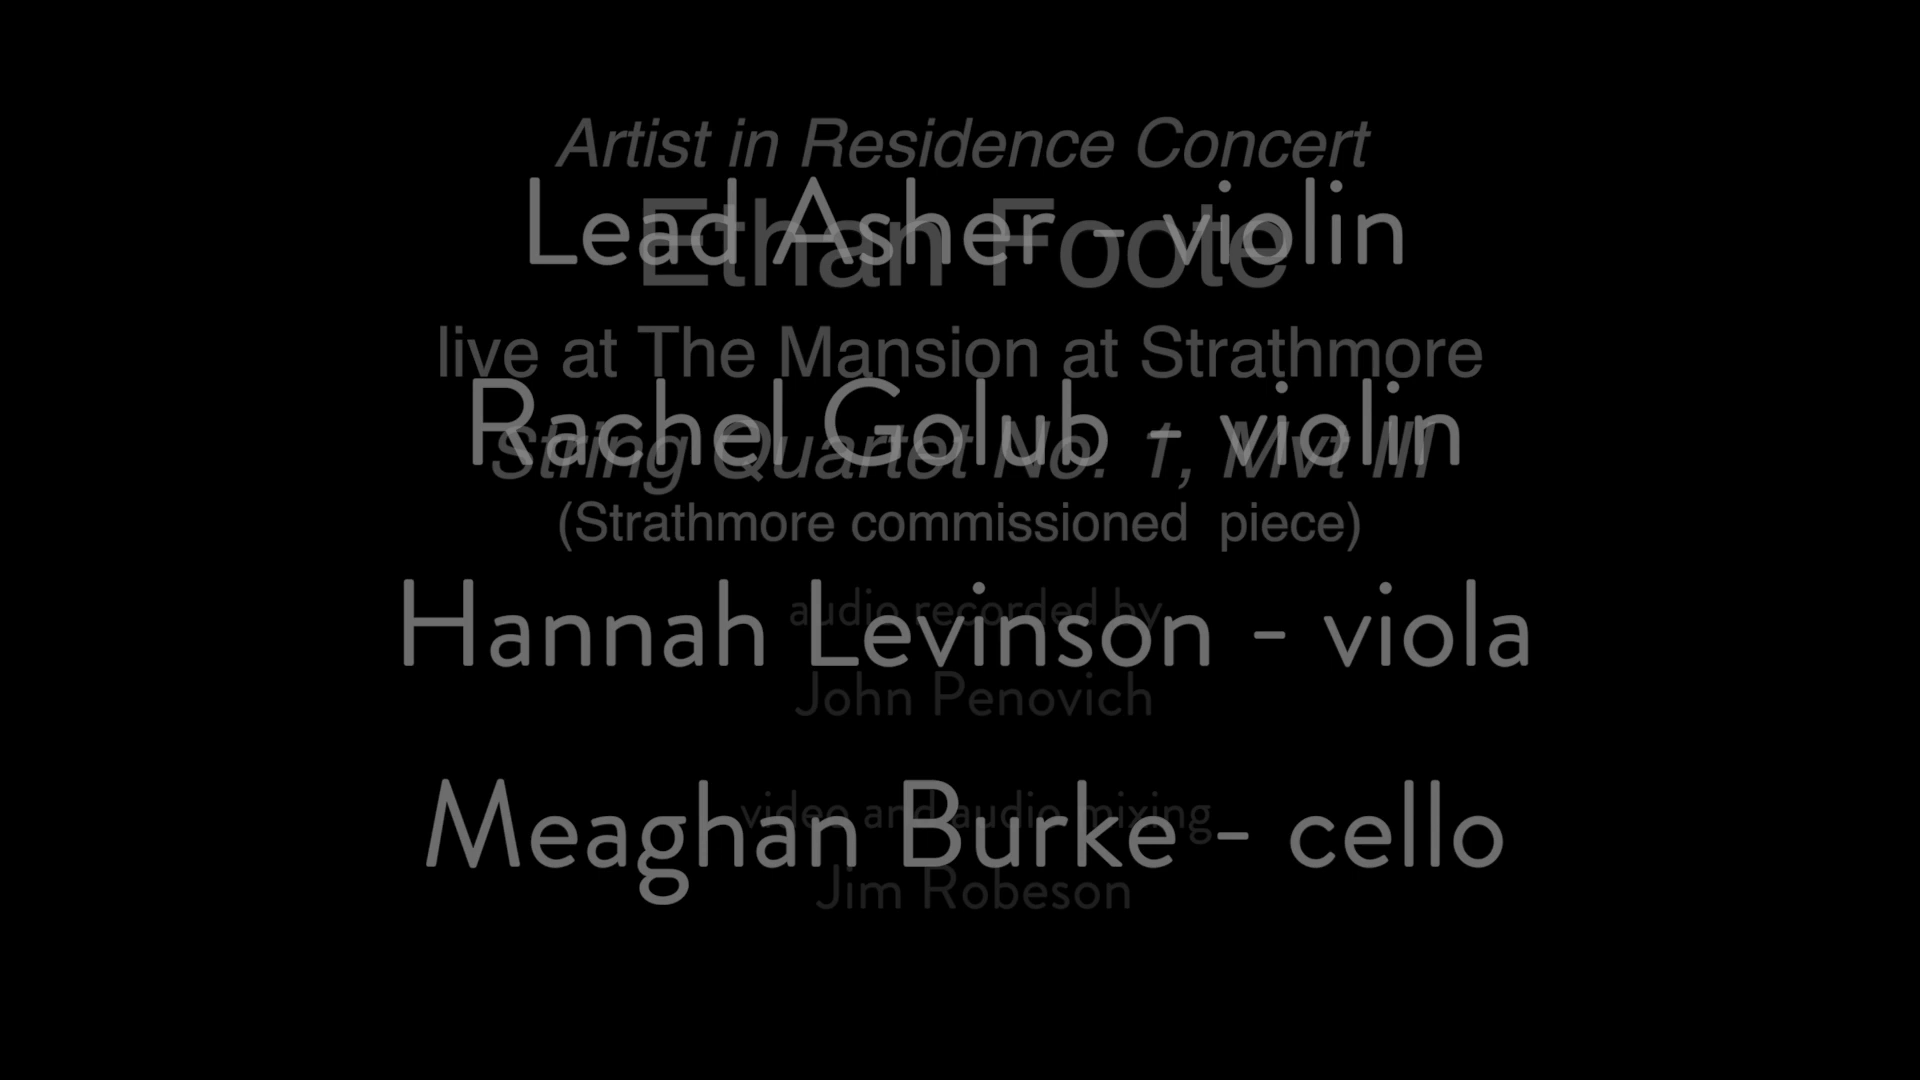 Artist in Residence Concert
Lead Asher - violin
Ethan Foote
live at The Mansion at Strathmore
Rachel Golub - violin
String Quartet No. 1, Mvt III
(Strathmore commissioned piece)
audio recorded by
Hannah Levinson - viola
John Penovich
video and audio mixing
Meaghan Burke - cello
Jim Robeson